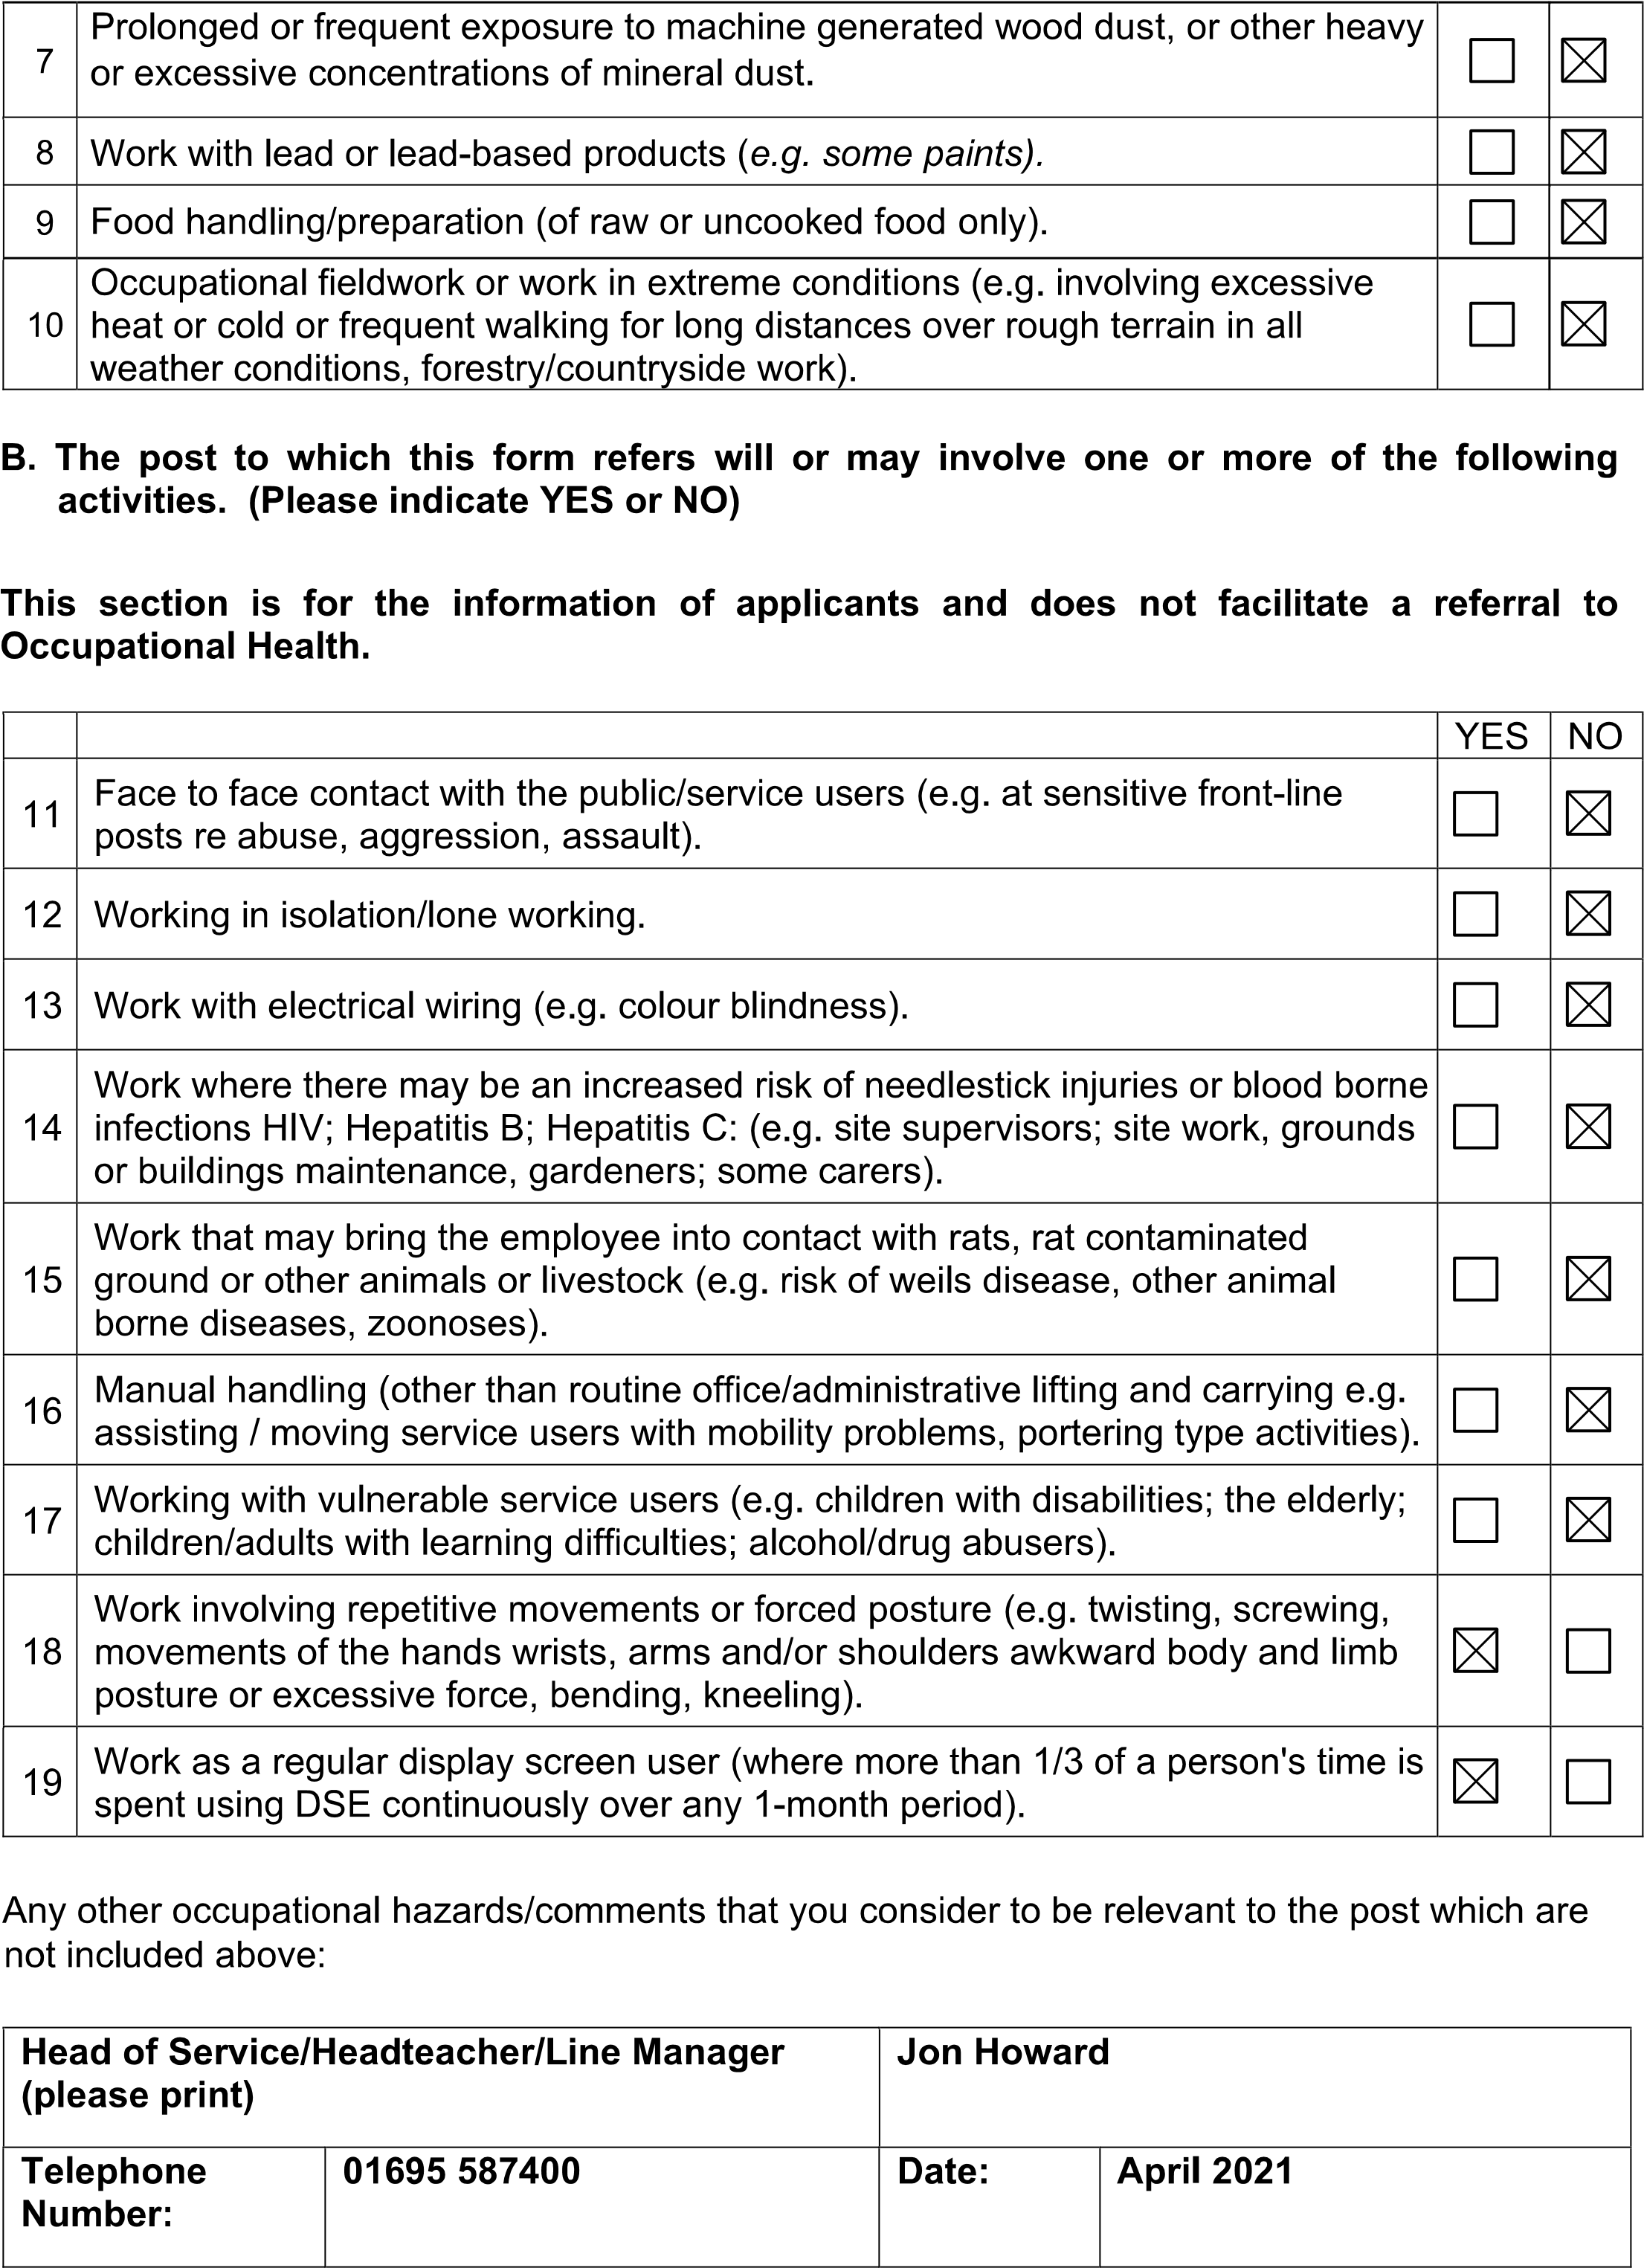 7 Prolonged or frequent exposure to machine generated wood dust, or other heavy
or excessive concentrations of mineral dust. ☐ ☒
8 Work with lead or lead-based products (e.g. some paints). ☐ ☒
9 Food handling/preparation (of raw or uncooked food only). ☐ ☒
Occupational fieldwork or work in extreme conditions (e.g. involving excessive
10 heat or cold or frequent walking for long distances over rough terrain in all ☐ ☒
weather conditions, forestry/countryside work).
B. The post to which this form refers will or may involve one or more of the following
activities. (Please indicate YES or NO)
This section is for the information of applicants and does not facilitate a referral to
Occupational Health.
YES NO
11 Face to face contact with the public/service users (e.g. at sensitive front-line
posts re abuse, aggression, assault). ☐ ☒
12 Working in isolation/lone working. ☐ ☒
13 Work with electrical wiring (e.g. colour blindness). ☐ ☒
Work where there may be an increased risk of needlestick injuries or blood borne
14 infections HIV; Hepatitis B; Hepatitis C: (e.g. site supervisors; site work, grounds ☐ ☒
or buildings maintenance, gardeners; some carers).
Work that may bring the employee into contact with rats, rat contaminated
15 ground or other animals or livestock (e.g. risk of weils disease, other animal ☐ ☒
borne diseases, zoonoses).
16 Manual handling (other than routine office/administrative lifting and carrying e.g.
assisting / moving service users with mobility problems, portering type activities). ☐ ☒
17 Working with vulnerable service users (e.g. children with disabilities; the elderly;
children/adults with learning difficulties; alcohol/drug abusers). ☐ ☒
Work involving repetitive movements or forced posture (e.g. twisting, screwing,
18 movements of the hands wrists, arms and/or shoulders awkward body and limb ☒ ☐
posture or excessive force, bending, kneeling).
19 Work as a regular display screen user (where more than 1/3 of a person's time is
spent using DSE continuously over any 1-month period). ☒ ☐
Any other occupational hazards/comments that you consider to be relevant to the post which are
not included above:
Head of Service/Headteacher/Line Manager Jon Howard
(please print)
Telephone 01695 587400 Date: April 2021
Number: